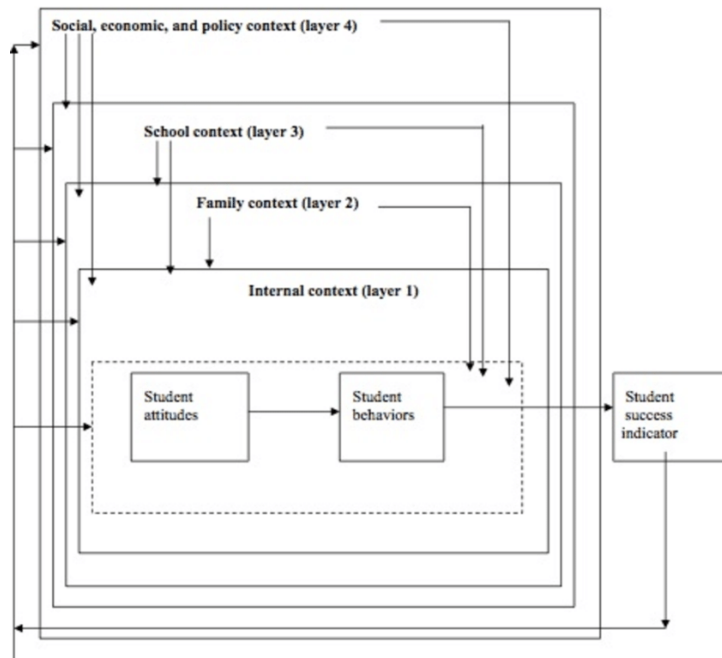 Social, economic, and policy context (layer 4)
School context (layer 3)
Family context (layer 2)
Internal context (layer 1)
Student
attitudes
Student
behaviors
Student
success
indicator